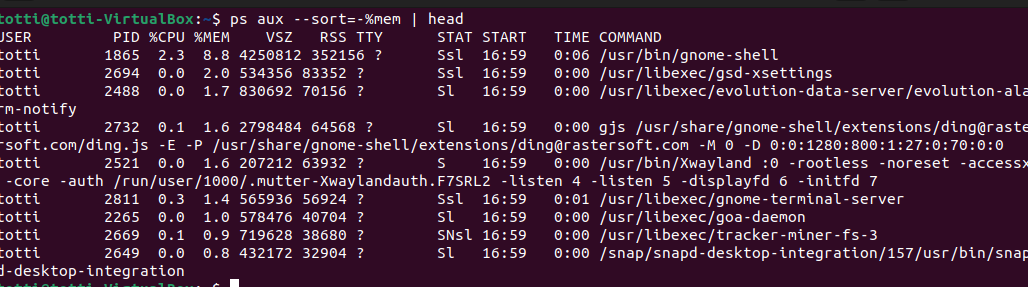 totti@totti-VirtualBox:~$ ps aux --sort=-%mem | head
USER         PID %CPU %MEM    VSZ   RSS TTY      STAT START   TIME COMMAND
totti       1865  2.3  8.8 4250812 352156 ?      Ssl  16:59   0:06 /usr/bin/gnome-shell
totti       2694  0.0  2.0 534356 83352 ?        Ssl  16:59   0:00 /usr/libexec/gsd-xsettings
totti       2488  0.0  1.7 830692 70156 ?        Sl   16:59   0:00 /usr/libexec/evolution-data-server/evolution-ala
rm-notify
totti       2732  0.1  1.6 2798484 64568 ?       Sl   16:59   0:00 gjs /usr/share/gnome-shell/extensions/ding@raste
rsoft.com/ding.js -E -P /usr/share/gnome-shell/extensions/ding@rastersoft.com -M 0 -D 0:0:1280:800:1:27:0:70:0:0
totti       2521  0.0  1.6 207212 63932 ?        S    16:59   0:00 /usr/bin/Xwayland :0 -rootless -noreset -accessx
 -core -auth /run/user/1000/.mutter-Xwaylandauth.F7SRL2 -listen 4 -listen 5 -displayfd 6 -initfd 7
totti       2811  0.3  1.4 565936 56924 ?        Ssl  16:59   0:01 /usr/libexec/gnome-terminal-server
totti       2265  0.0  1.0 578476 40704 ?        Sl   16:59   0:00 /usr/libexec/goa-daemon
totti       2669  0.1  0.9 719628 38680 ?        SNsl 16:59   0:00 /usr/libexec/tracker-miner-fs-3
totti       2649  0.0  0.8 432172 32904 ?        Sl   16:59   0:00 /snap/snapd-desktop-integration/157/usr/bin/snap
d-desktop-integration
totti@totti-VirtualBox:~$